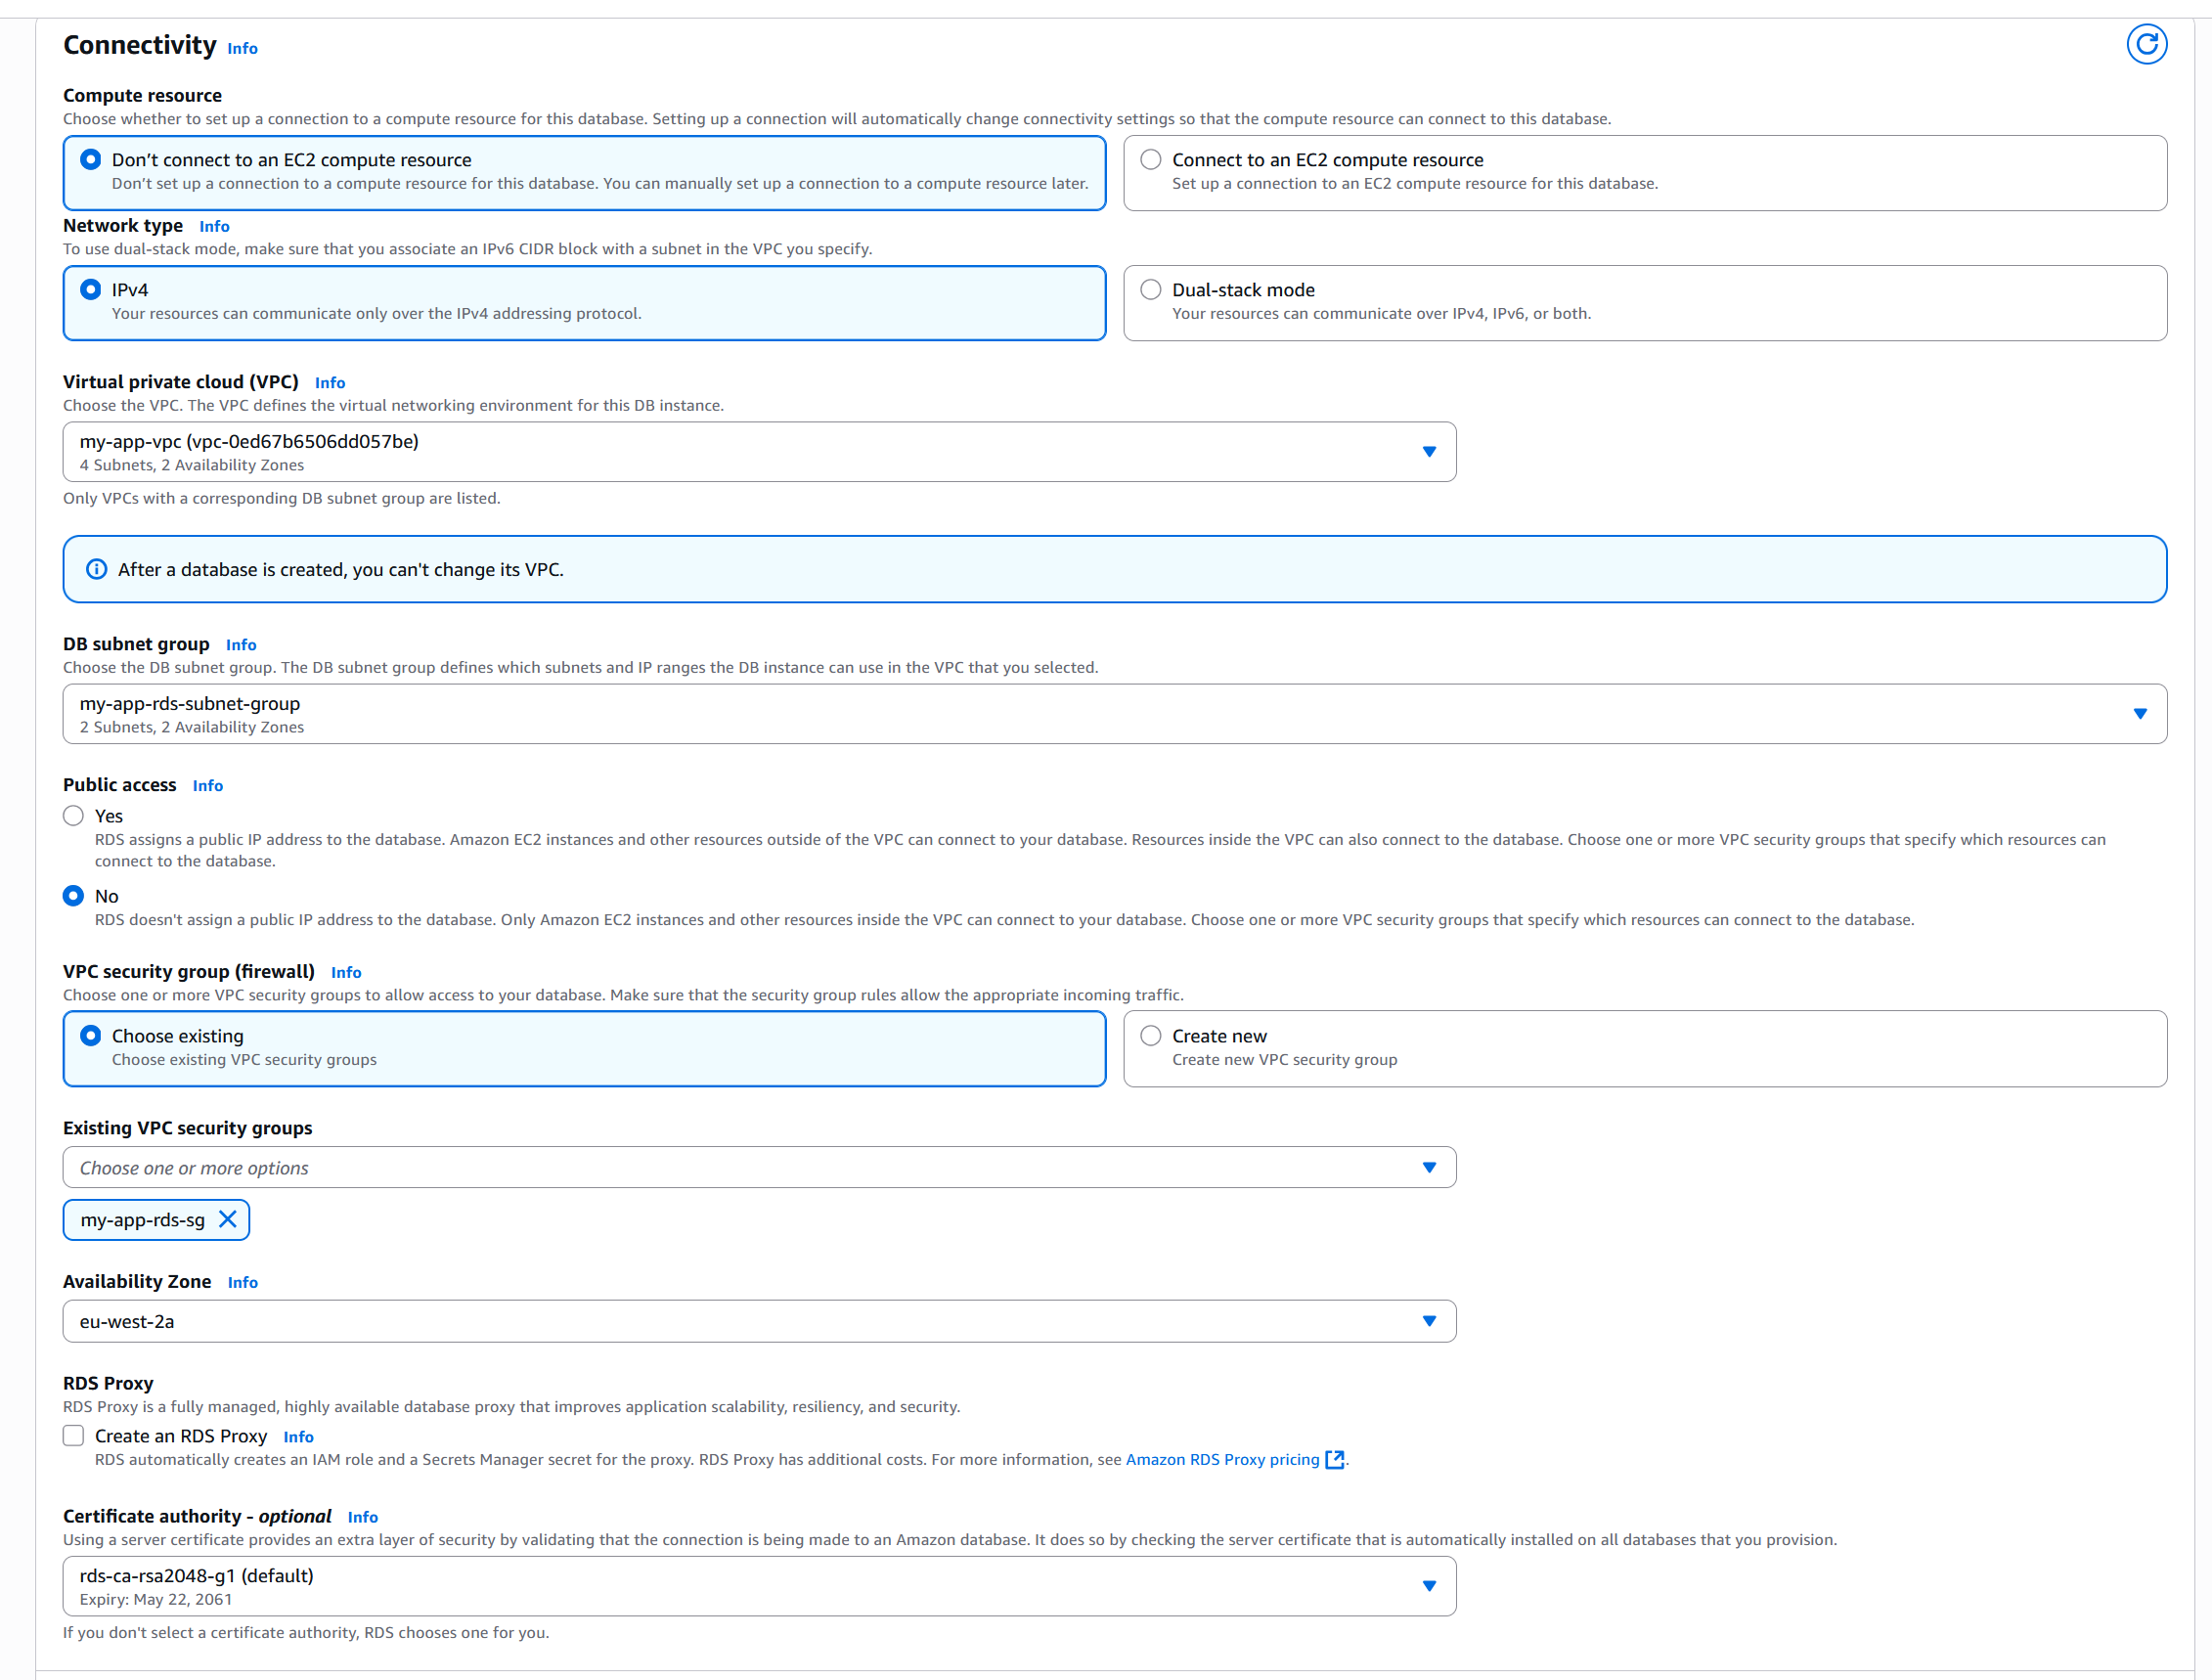 Connectivity Info
Compute resource
Choose whether to set up a connection to a compute resource for this database. Setting up a connection will automatically change connectivity settings so that the compute resource can connect to this database.
Don’t connect to an EC2 compute resource
Don’t set up a connection to a compute resource for this database. You can manually set up a connection to a compute resource later.
Connect to an EC2 compute resource
Set up a connection to an EC2 compute resource for this database.
Network type Info
To use dual-stack mode, make sure that you associate an IPv6 CIDR block with a subnet in the VPC you specify.
IPv4
Your resources can communicate only over the IPv4 addressing protocol.
Dual-stack mode
Your resources can communicate over IPv4, IPv6, or both.
Virtual private cloud (VPC) Info
Choose the VPC. The VPC defines the virtual networking environment for this DB instance.
my-app-vpc (vpc-0ed67b6506dd057be)
4 Subnets, 2 Availability Zones
Only VPCs with a corresponding DB subnet group are listed.
After a database is created, you can't change its VPC.
DB subnet group Info
Choose the DB subnet group. The DB subnet group defines which subnets and IP ranges the DB instance can use in the VPC that you selected.
my-app-rds-subnet-group
2 Subnets, 2 Availability Zones
Public access Info
Yes
RDS assigns a public IP address to the database. Amazon EC2 instances and other resources outside of the VPC can connect to your database. Resources inside the VPC can also connect to the database. Choose one or more VPC security groups that specify which resources can
connect to the database.
No
RDS doesn't assign a public IP address to the database. Only Amazon EC2 instances and other resources inside the VPC can connect to your database. Choose one or more VPC security groups that specify which resources can connect to the database.
VPC security group (firewall) Info
Choose one or more VPC security groups to allow access to your database. Make sure that the security group rules allow the appropriate incoming traffic.
Choose existing
Choose existing VPC security groups
Create new
Create new VPC security group
Existing VPC security groups
Choose one or more options
my-app-rds-sg
Availability Zone Info
eu-west-2a
RDS Proxy
RDS Proxy is a fully managed, highly available database proxy that improves application scalability, resiliency, and security.
Create an RDS Proxy Info
RDS automatically creates an IAM role and a Secrets Manager secret for the proxy. RDS Proxy has additional costs. For more information, see Amazon RDS Proxy pricing.
Certificate authority - optional Info
Using a server certificate provides an extra layer of security by validating that the connection is being made to an Amazon database. It does so by checking the server certificate that is automatically installed on all databases that you provision.
rds-ca-rsa2048-g1 (default)
Expiry: May 22, 2061
If you don't select a certificate authority, RDS chooses one for you.